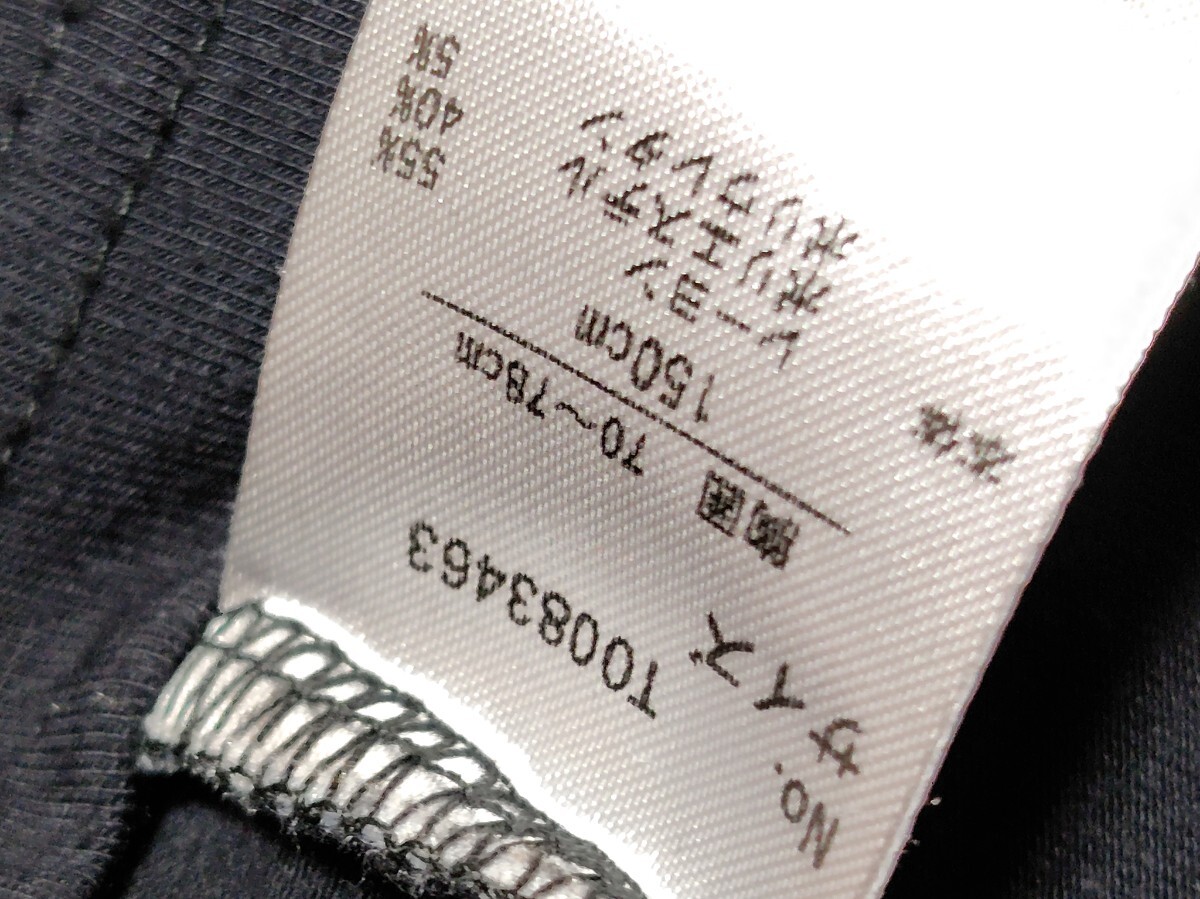 No. T00834463
サイズ
胸囲 70～78cm
150cm
本体
レーヨン 55%
ポリエステル 40%
ポリウレタン 5%